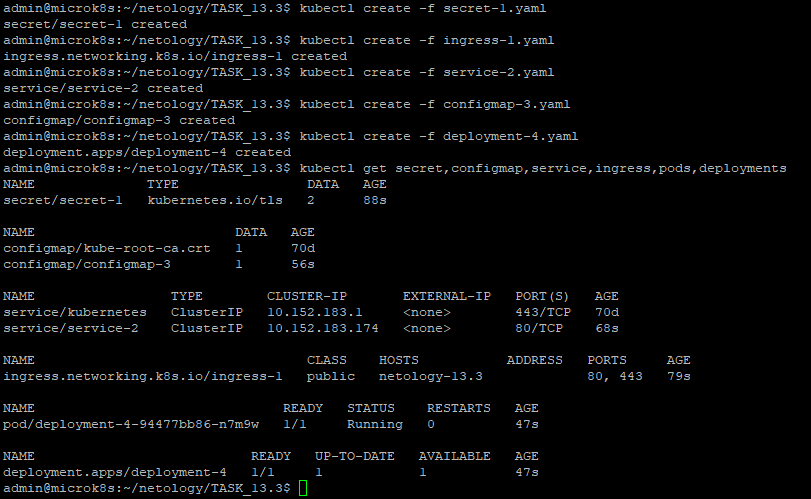 admin@microk8s:~/netology/TASK_13.3$ kubectl create -f secret-1.yaml
secret/secret-1 created
admin@microk8s:~/netology/TASK_13.3$ kubectl create -f ingress-1.yaml
ingress.networking.k8s.io/ingress-1 created
admin@microk8s:~/netology/TASK_13.3$ kubectl create -f service-2.yaml
service/service-2 created
admin@microk8s:~/netology/TASK_13.3$ kubectl create -f configmap-3.yaml
configmap/configmap-3 created
admin@microk8s:~/netology/TASK_13.3$ kubectl create -f deployment-4.yaml
deployment.apps/deployment-4 created
admin@microk8s:~/netology/TASK_13.3$ kubectl get secret,configmap,service,ingress,pods,deployments
NAME              TYPE                DATA   AGE
secret/secret-1   kubernetes.io/tls   2      88s

NAME                         DATA   AGE
configmap/kube-root-ca.crt   1      70d
configmap/configmap-3        1      56s

NAME                 TYPE        CLUSTER-IP       EXTERNAL-IP   PORT(S)   AGE
service/kubernetes   ClusterIP   10.152.183.1     <none>        443/TCP   70d
service/service-2    ClusterIP   10.152.183.174   <none>        80/TCP    68s

NAME                                  CLASS    HOSTS           ADDRESS   PORTS     AGE
ingress.networking.k8s.io/ingress-1   public   netology-13.3             80, 443   79s

NAME                               READY   STATUS    RESTARTS   AGE
pod/deployment-4-94477bb86-n7m9w   1/1     Running   0          47s

NAME                           READY   UP-TO-DATE   AVAILABLE   AGE
deployment.apps/deployment-4   1/1     1            1           47s
admin@microk8s:~/netology/TASK_13.3$